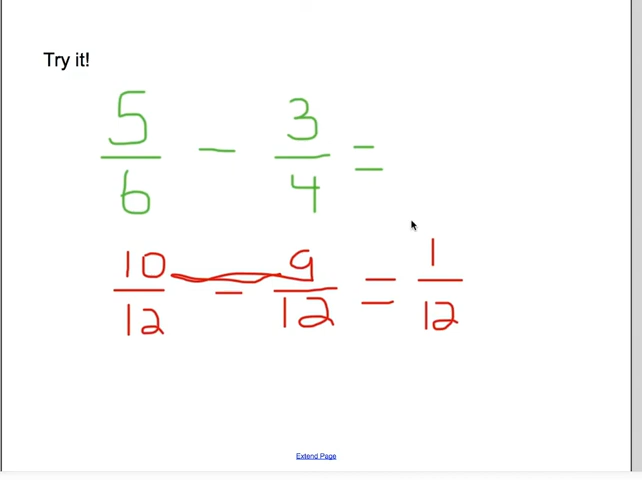 Try it!
5/6 - 3/4 =
10/12 - 9/12 = 1/12
Extend Page